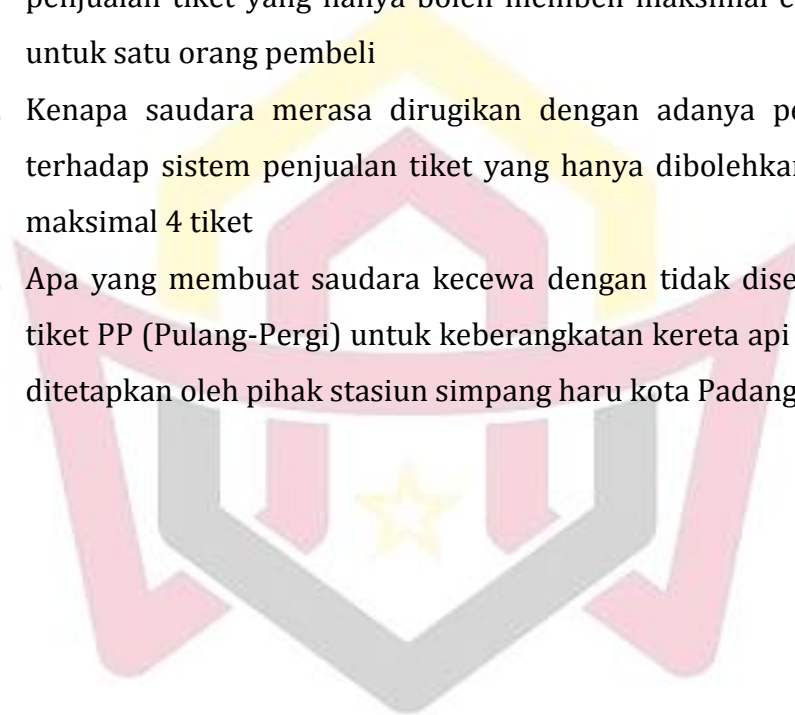 penjualan tiket yang hanya boleh membeli maksimal
untuk satu orang pembeli
Kenapa saudara merasa dirugikan dengan adanya
terhadap sistem penjualan tiket yang hanya dibolehkan
maksimal 4 tiket
Apa yang membuat saudara kecewa dengan tidak
tiket PP (Pulang-Pergi) untuk keberangkatan kereta api
ditetapkan oleh pihak stasiun simpang haru kota Padang